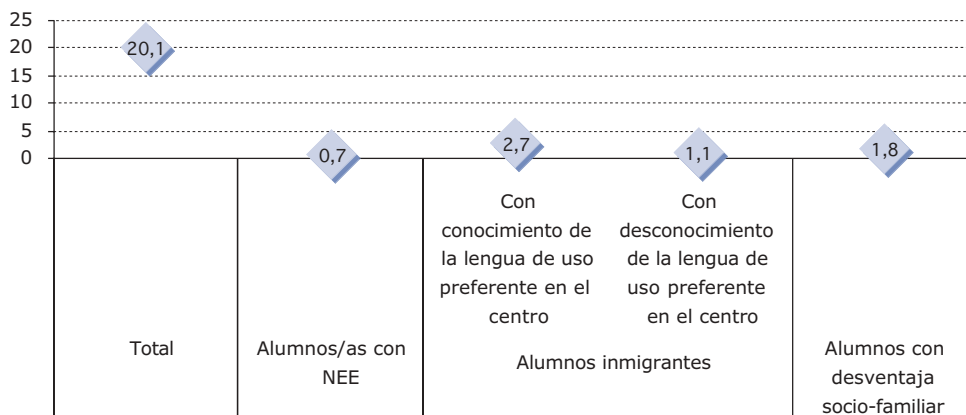 25
20
15
10
5
0
20,1
0,7
2,7
1,1
1,8
Total
Alumnos/as con
NEE
Con
conocimiento de
la lengua de uso
preferente en el
centro
Con
desconocimiento
de la lengua de
uso preferente
en el centro
Alumnos inmigrantes
Alumnos con
desventaja
socio-familiar